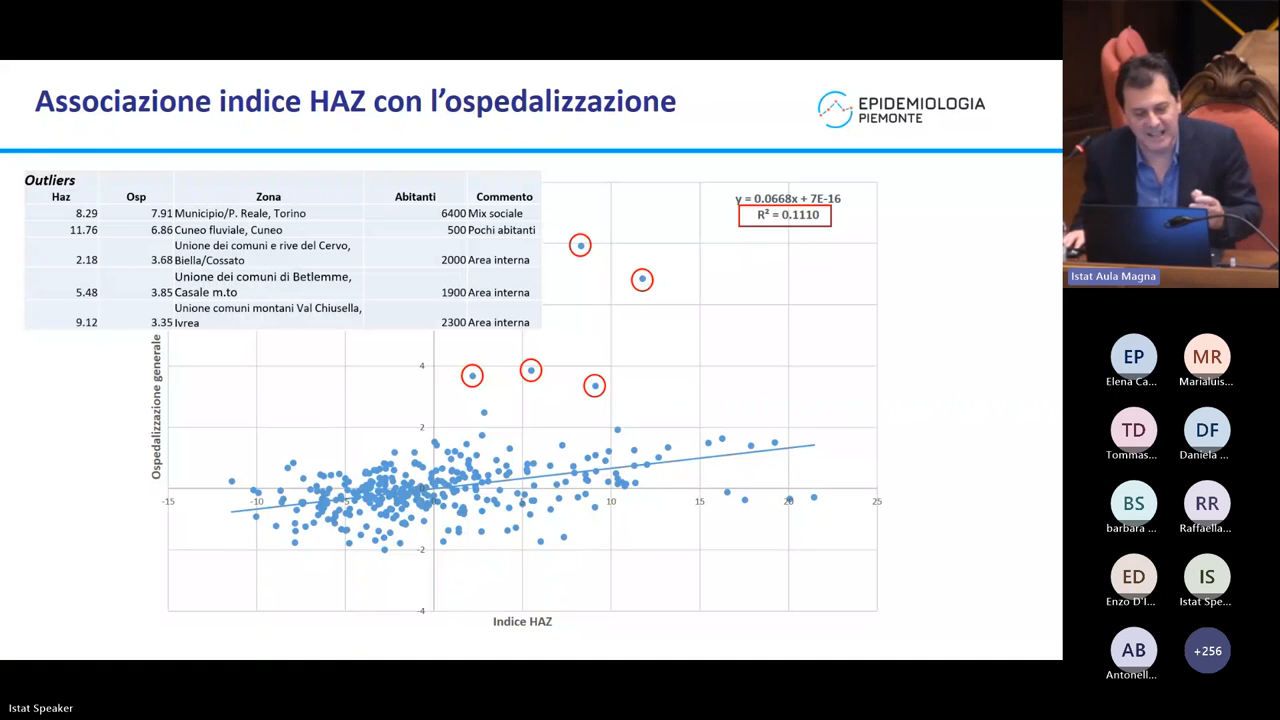 Associazione indice HAZ con l'ospedalizzazione
EPIDEMIOLOGIA
PIEMONTE
Outliers
Haz Osp Zona Abitanti Commento
8.29 7.91 Municipio/P. Reale, Torino 6400 Mix sociale
11.76 6.86 Cuneo fluviale, Cuneo 500 Pochi abitanti
Unione dei comuni e rive del Cervo,
2.18 3.68 Biella/Cossato 2000 Area interna
Unione dei comuni di Betlemme,
5.48 3.85 Casale m.to 1900 Area interna
Unione comuni montani Val Chiusella,
9.12 3.35 Ivrea 2300 Area interna
y = 0.0668x + 7E-16
R² = 0.1110
Ospedalizzazione generale
4
2
0
-15 -10 -5 0 5 10 15 20 25
-2
-4
Indice HAZ
Istat Aula Magna
EP MR
Elena Ca... Marialuis...
TD DF
Tommas... Daniela ...
BS RR
barbara ... Raffaella...
ED IS
Enzo D'I... Istat Spe...
AB +256
Antonell...
Istat Speaker